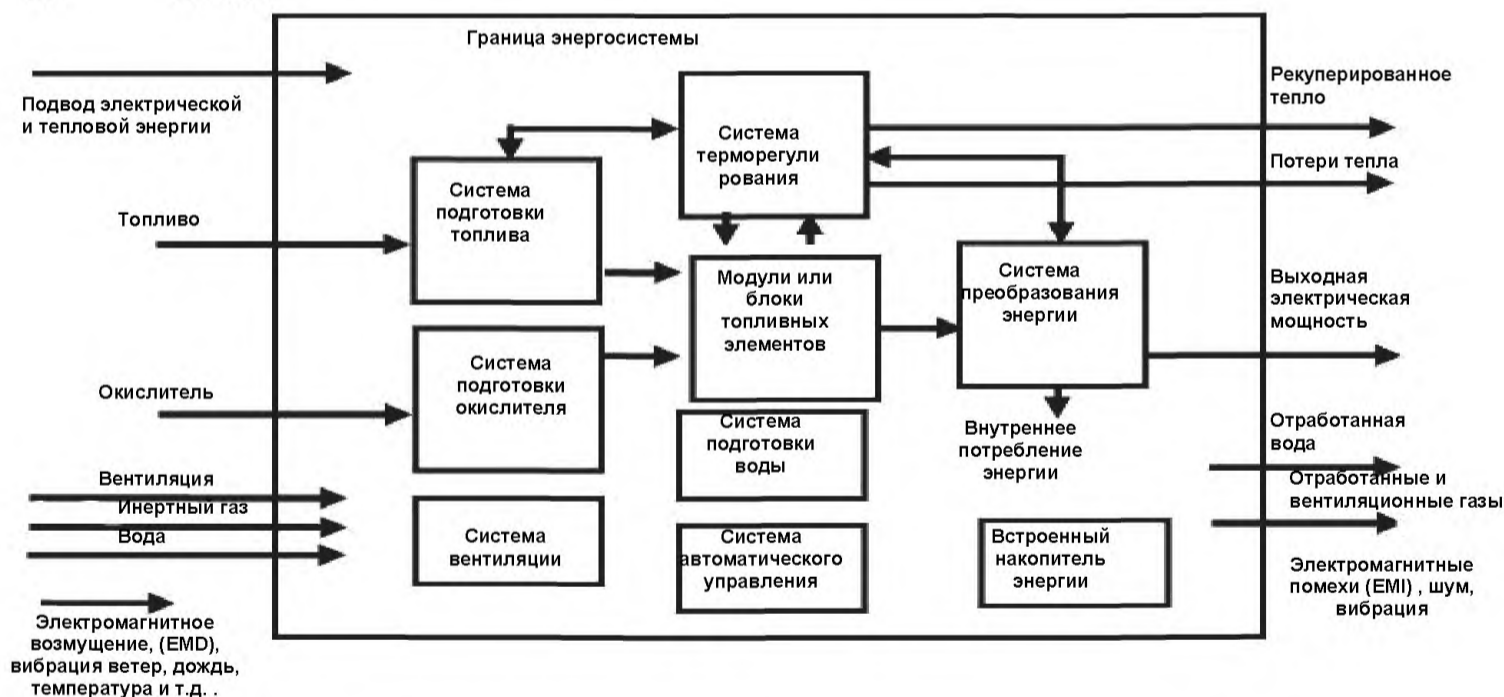 Граница энергосистемы
Подвод электрической
и тепловой энергии
Топливо
Окислитель
Вентиляция
Инертный газ
Вода
Электромагнитное
возмущение, (EMD),
вибрация ветер, дождь,
температура и т.д. .
Система
подготовки
топлива
Система
подготовки
окислителя
Система
вентиляции
Система
терморегули
рования
Модули или
блоки
топливных
элементов
Система
подготовки
воды
Система
автоматического
управления
Система
преобразования
энергии
Внутреннее
потребление
энергии
Встроенный
накопитель
энергии
Рекуперированное
тепло
Потери тепла
Выходная
электрическая
мощность
Отработанная
вода
Отработанные и
вентиляционные газы
Электромагнитные
помехи (EMI) , шум,
вибрация